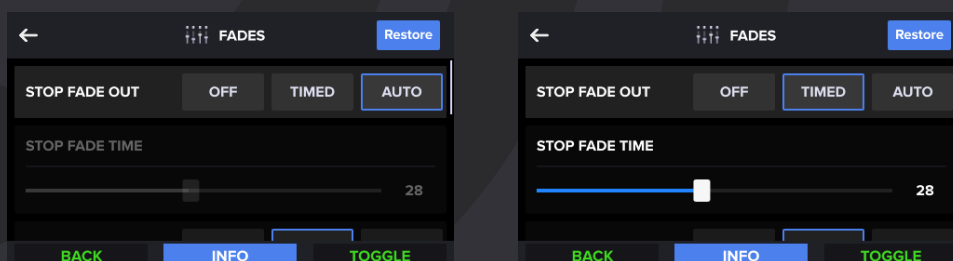 FADES Restore
STOP FADE OUT OFF TIMED AUTO
STOP FADE TIME
28
BACK INFO TOGGLE
FADES Restore
STOP FADE OUT OFF TIMED AUTO
STOP FADE TIME
28
BACK INFO TOGGLE